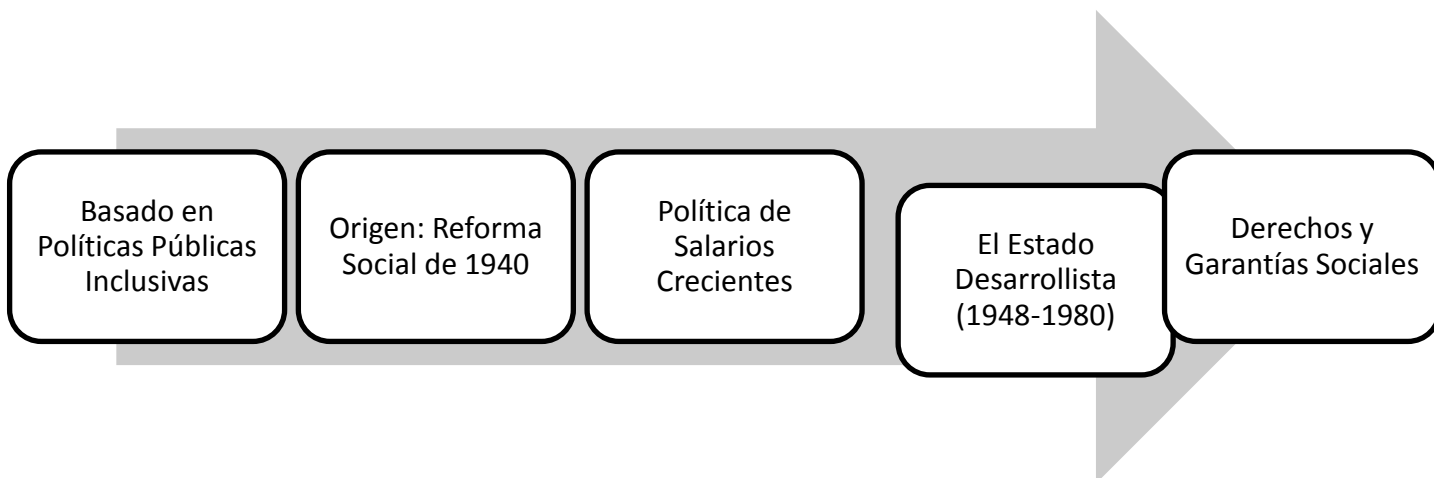 Basado en
Políticas Públicas
Inclusivas
Origen: Reforma
Social de 1940
Política de
Salarios
Crecientes
El Estado
Desarrollista
(1948-1980)
Derechos y
Garantías Sociales